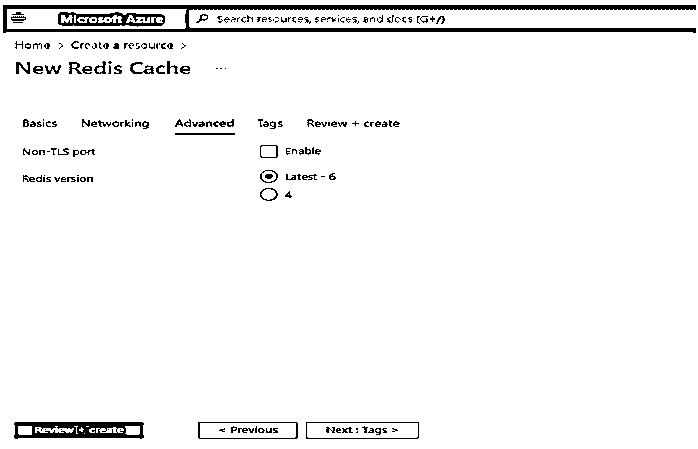 Microsoft Azure Search resources, services, and docs (G+/)
Home > Create a resource >
New Redis Cache ...
Basics Networking Advanced Tags Review + create
Non-TLS port Enable
Redis version Latest - 6
4
Review + create < Previous Next : Tags >